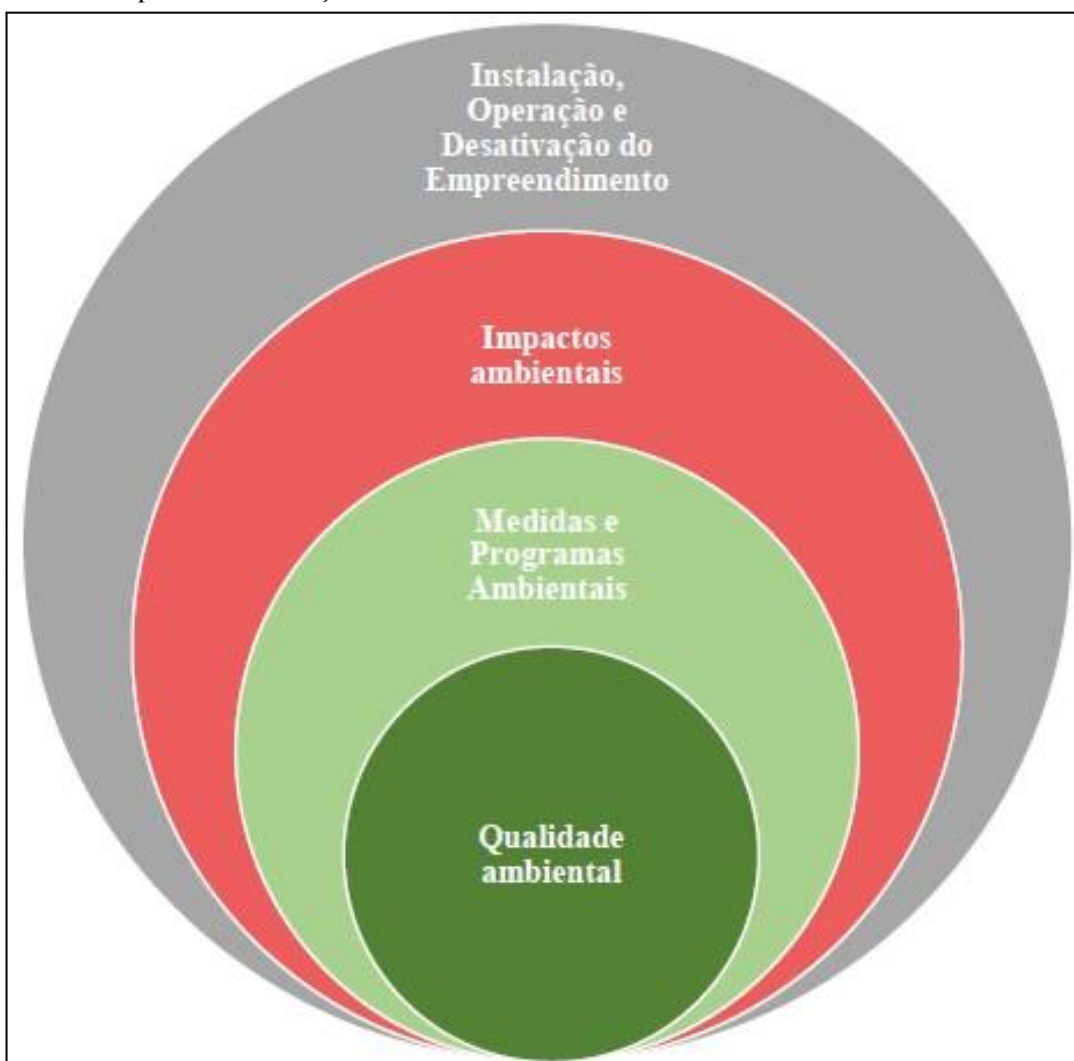 Instalação,
Operação e
Desativação do
Empreendimento
Impactos
ambientais
Medidas e
Programas
Ambientais
Qualidade
ambiental